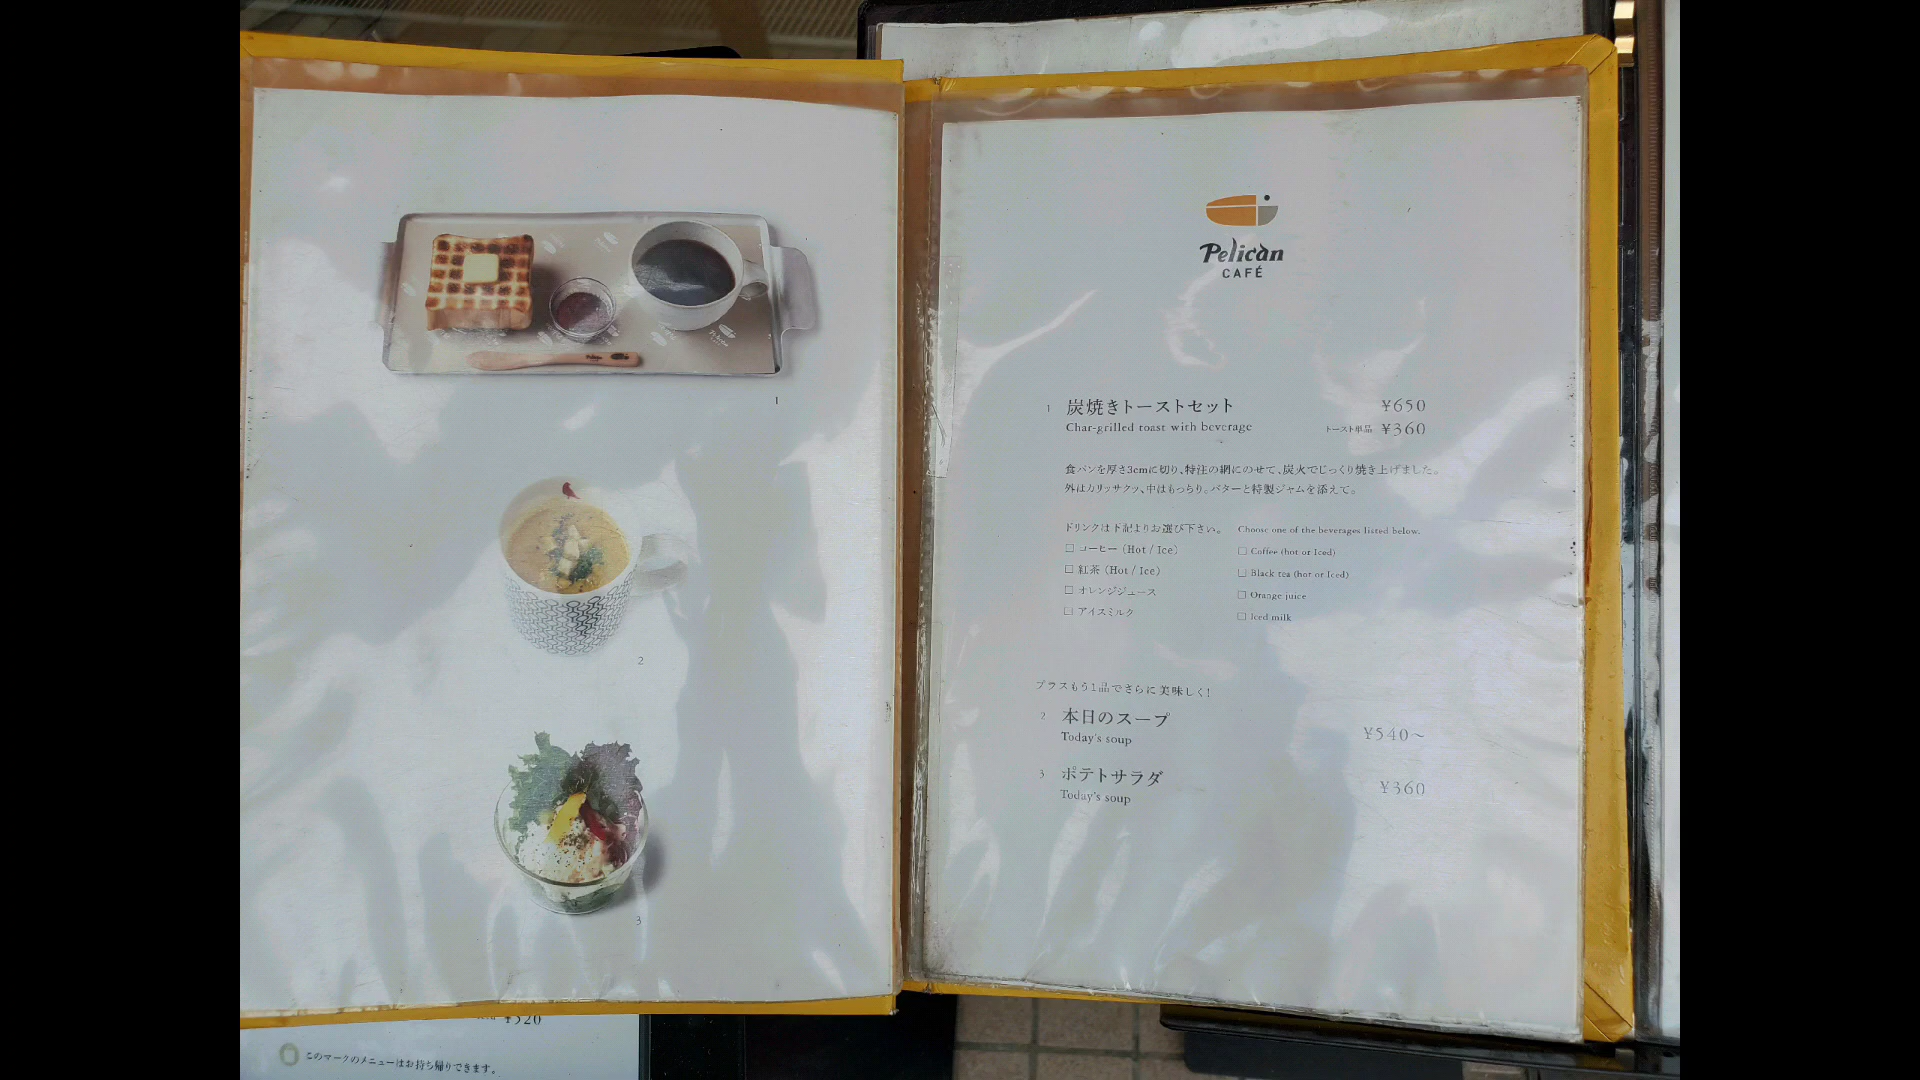 1
2
3
Pelican
CAFÉ
1 炭焼きトーストセット ¥650
Char-grilled toast with beverage トースト単品 ¥360
食パンを厚さ3cmに切り、特注の網にのせて、炭火でじっくり焼き上げました。
外はカリッサクッ、中はもっちり。バターと特製ジャムを添えて。
ドリンクは下記よりお選び下さい。 Choose one of the beverages listed below.
□ コーヒー (Hot / Ice) □ Coffee (hot or Iced)
□ 紅茶 (Hot / Ice) □ Black tea (hot or Iced)
□ オレンジジュース □ Orange juice
□ アイスミルク □ Iced milk
プラスもう1品でさらに美味しく!
2 本日のスープ ¥540～
Today's soup
3 ポテトサラダ ¥360
Today's soup
¥520
このマークのメニューはお持ち帰りできます。